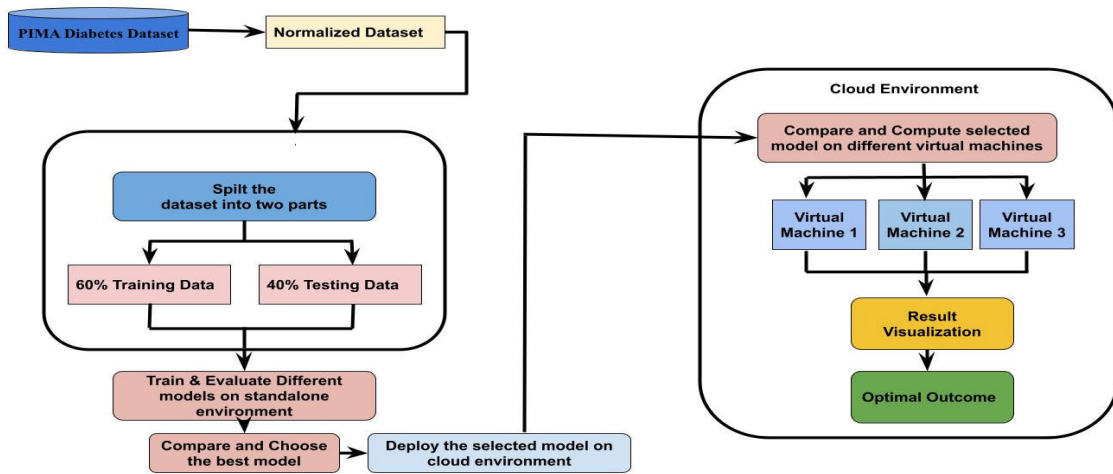 PIMA Diabetes Dataset
Normalized Dataset
Spilt the
dataset into two parts
60% Training Data
40% Testing Data
Train & Evaluate Different
models on standalone
environment
Compare and Choose
the best model
Deploy the selected model on
cloud environment
Cloud Environment
Compare and Compute selected
model on different virtual machines
Virtual
Machine 1
Virtual
Machine 2
Virtual
Machine 3
Result
Visualization
Optimal Outcome